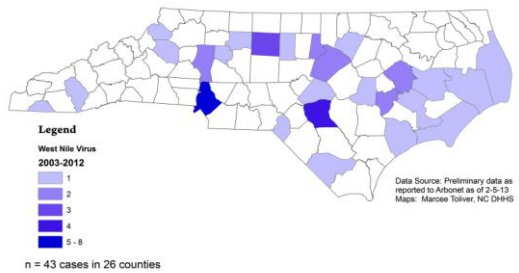 Legend
West Nile Virus
2003-2012
1
2
3
4
5 - 8
Data Source: Preliminary data as
reported to Arbonet as of 2-5-13
Maps: Marcee Toliver, NC DHHS
n = 43 cases in 26 counties